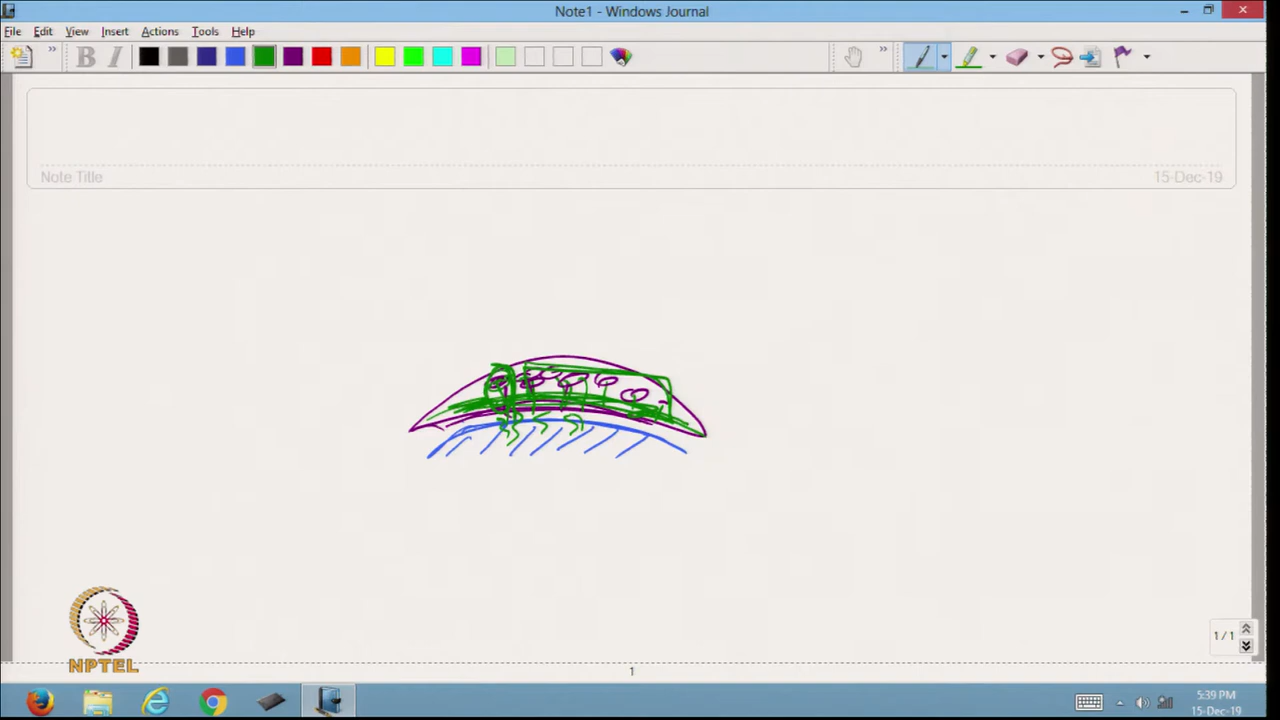 Note1 - Windows Journal
File Edit View Insert Actions Tools Help
B I
Note Title
15-Dec-19
NPTEL
1 / 1
1
5:39 PM
15-Dec-19